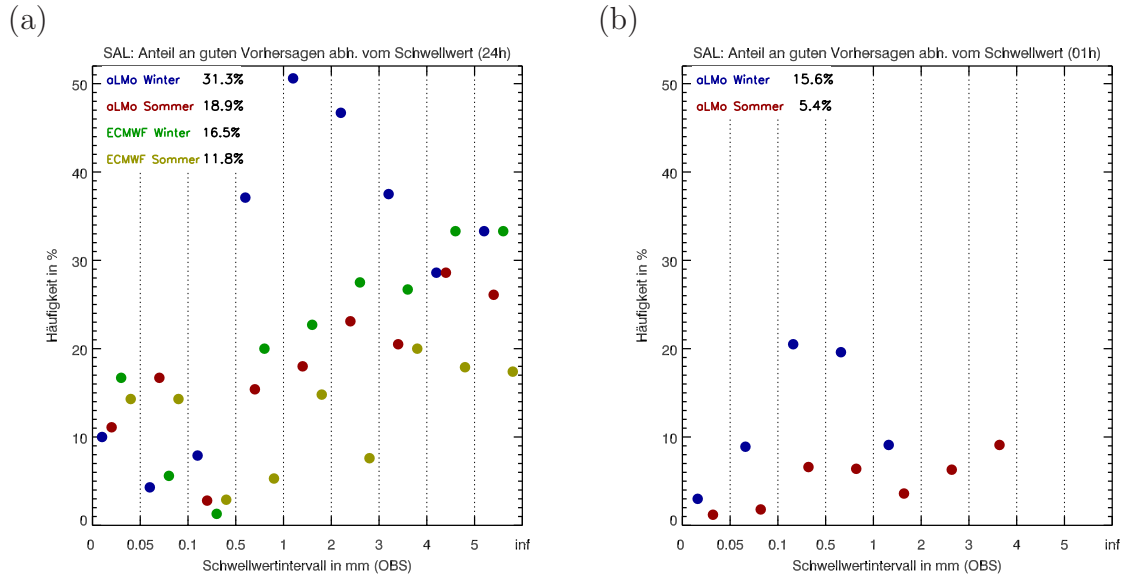 (a)
SAL: Anteil an guten Vorhersagen abh. vom Schwellwert (24h)
aLMo Winter 31.3%
aLMo Sommer 18.9%
ECMWF Winter 16.5%
ECMWF Sommer 11.8%
Häufigkeit in %
50
40
30
20
10
0
0 0.05 0.1 0.5 1 2 3 4 5 inf
Schwellwertintervall in mm (OBS)
(b)
SAL: Anteil an guten Vorhersagen abh. vom Schwellwert (01h)
aLMo Winter 15.6%
aLMo Sommer 5.4%
Häufigkeit in %
50
40
30
20
10
0
0 0.05 0.1 0.5 1 2 3 4 5 inf
Schwellwertintervall in mm (OBS)